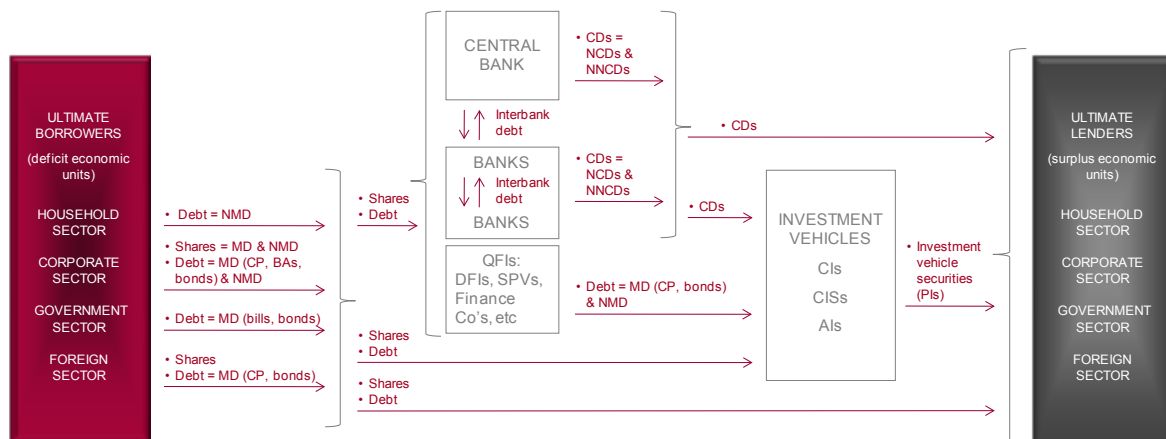 ULTIMATE
BORROWERS
(deficit economic
units)
HOUSEHOLD
SECTOR
CORPORATE
SECTOR
GOVERNMENT
SECTOR
FOREIGN
SECTOR
• Debt = NMD
• Shares = MD & NMD
• Debt = MD (CP, BAs,
bonds) & NMD
• Debt = MD (bills, bonds)
• Shares
• Debt = MD (CP, bonds)
• Shares
• Debt
CENTRAL
BANK
Interbank
debt
BANKS
Interbank
debt
BANKS
QFIs:
DFIs, SPVs,
Finance
Co's, etc
• CDs =
NCDs &
NNCDs
• CDs =
NCDs &
NNCDs
• Debt = MD (CP, bonds)
& NMD
• Shares
• Debt
• Shares
• Debt
• CDs
• CDs
INVESTMENT
VEHICLES
CIs
CISs
AIs
• Investment
vehicle
securities
(PIs)
ULTIMATE
LENDERS
(surplus economic
units)
HOUSEHOLD
SECTOR
CORPORATE
SECTOR
GOVERNMENT
SECTOR
FOREIGN
SECTOR